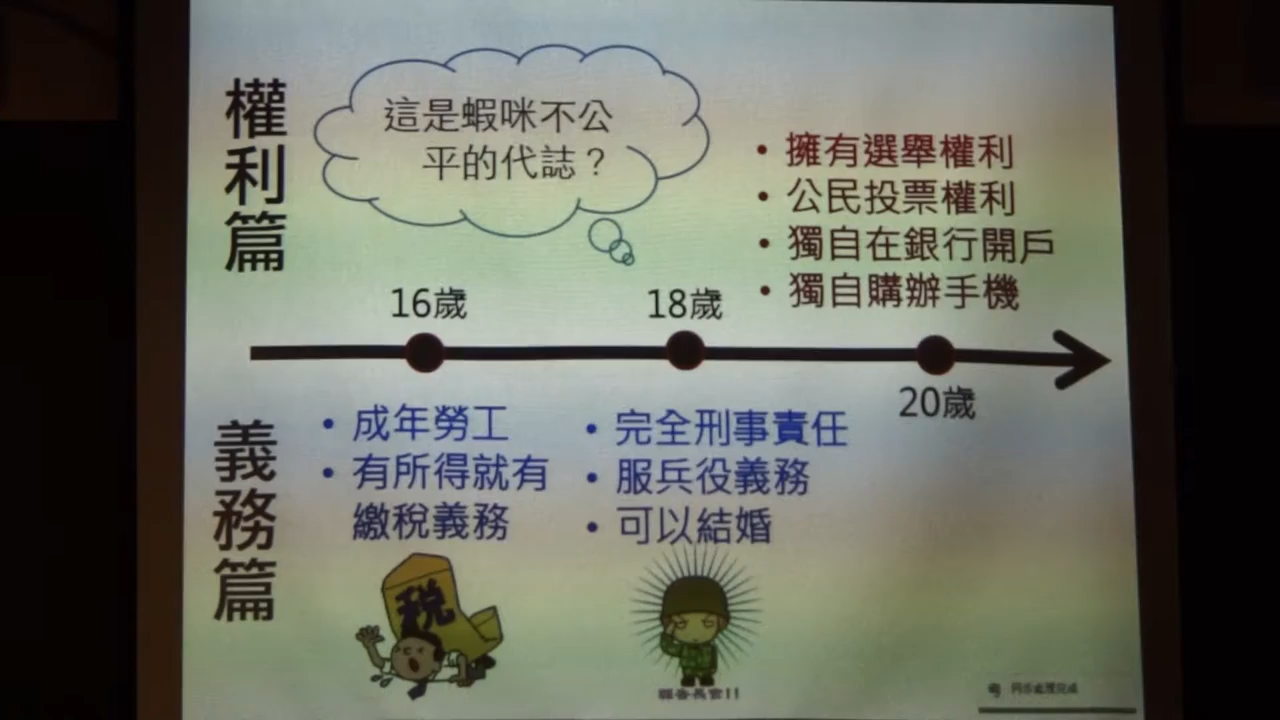 權利篇
這是蝦咪不公
平的代誌？
• 擁有選舉權利
• 公民投票權利
• 獨自在銀行開戶
• 獨自購辦手機
16歲
18歲
20歲
義務篇
• 成年勞工
• 有所得就有
繳稅義務
• 完全刑事責任
• 服兵役義務
• 可以結婚
稅
報告長官!!